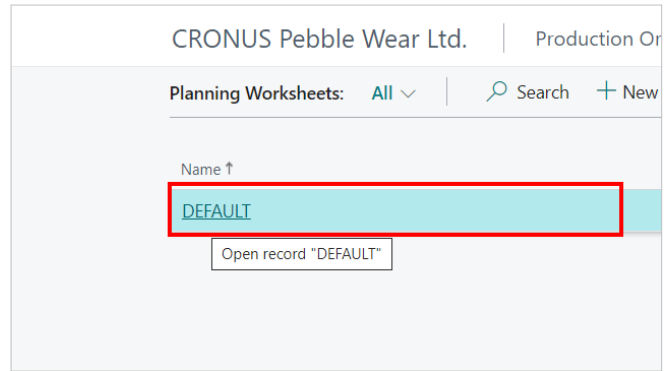 CRONUS Pebble Wear Ltd. Production Or
Planning Worksheets: All Search + New
Name ↑
DEFAULT
Open record "DEFAULT"